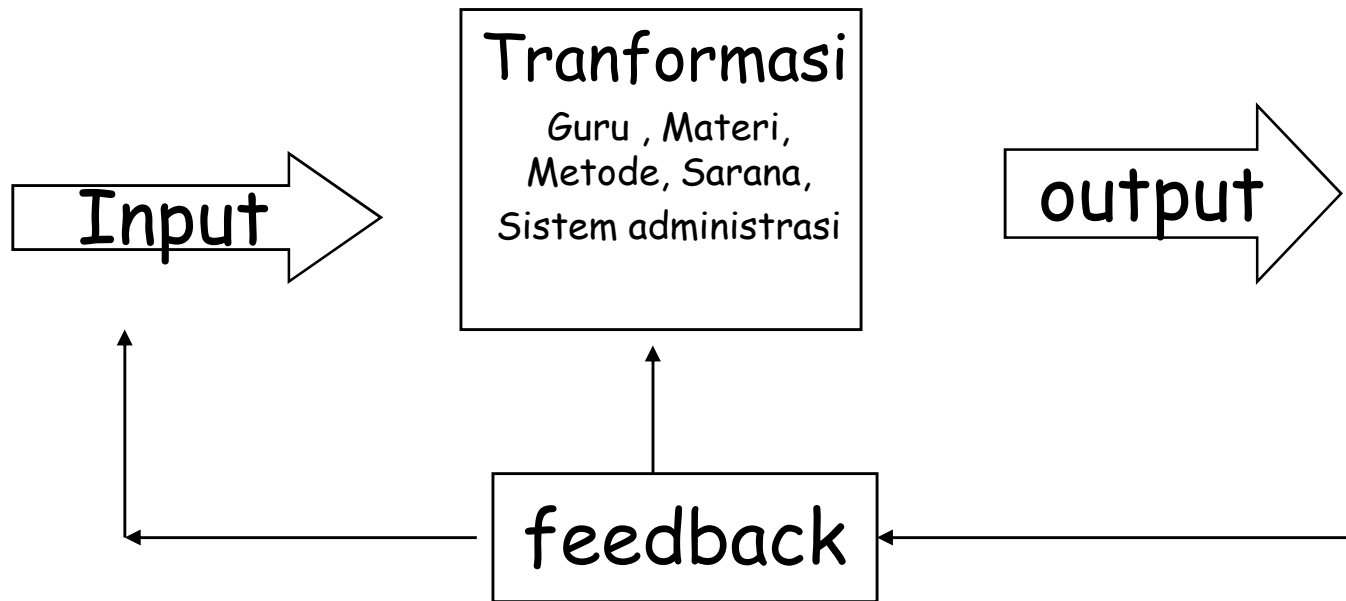 Tranformasi
Guru , Materi,
Metode, Sarana,
Sistem administrasi
Input
output
feedback